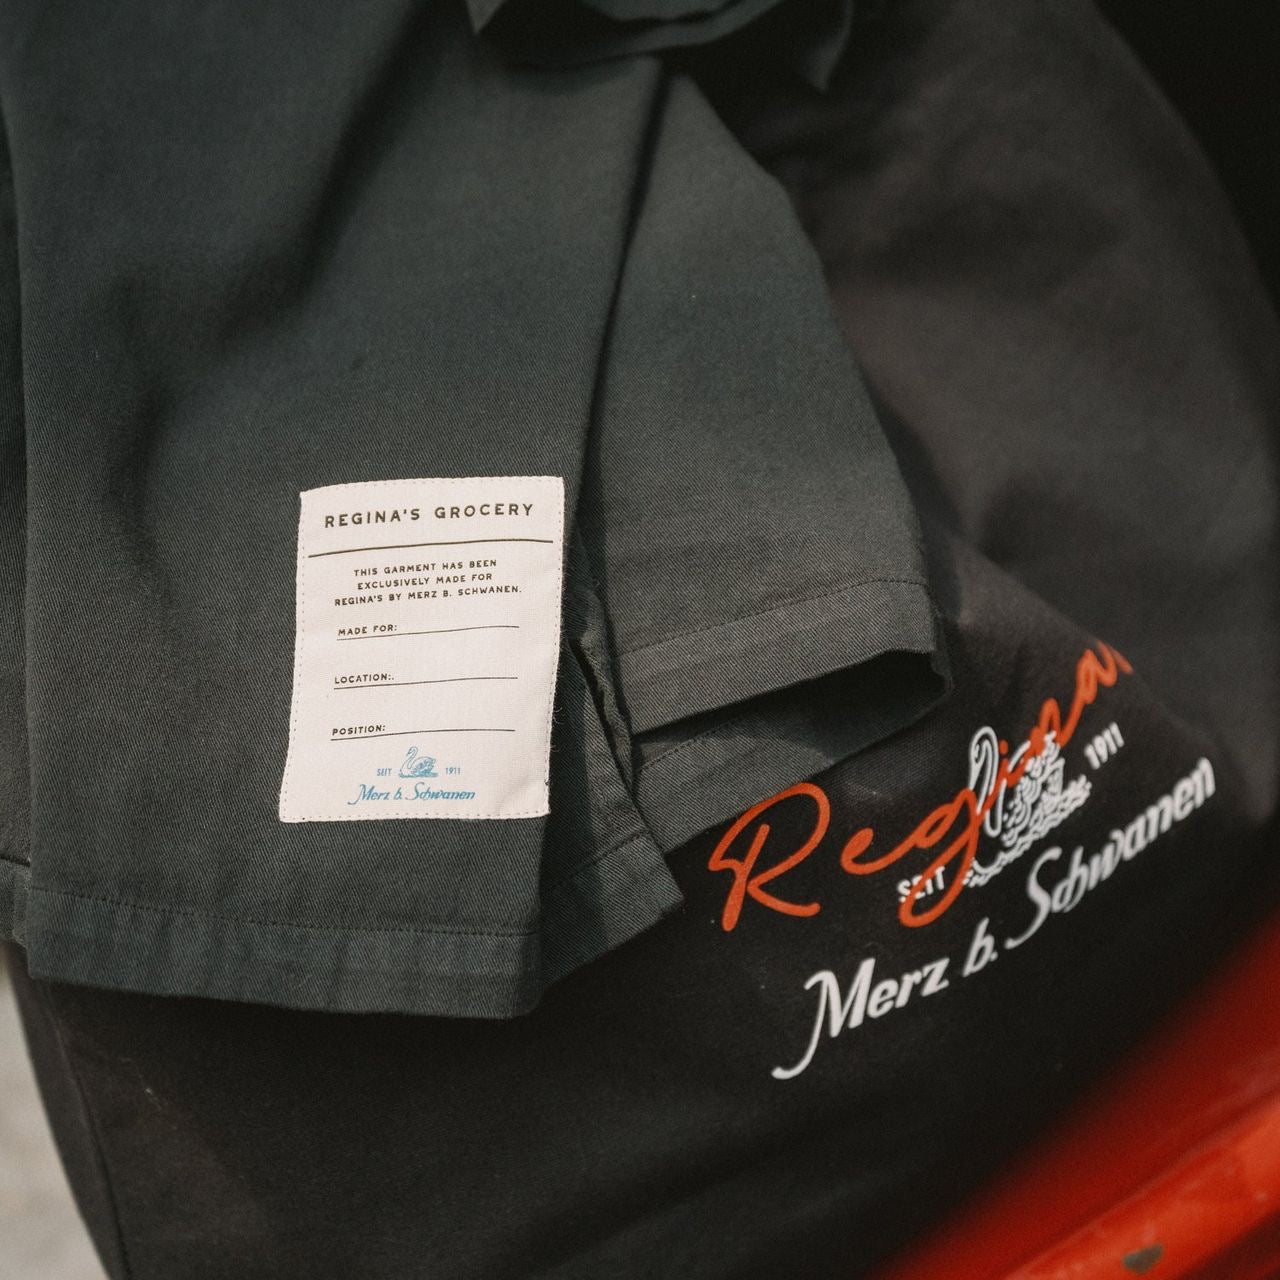 REGINA'S GROCERY
THIS GARMENT HAS BEEN
EXCLUSIVELY MADE FOR
REGINA'S BY MERZ B. SCHWANEN.
MADE FOR:
LOCATION:.
POSITION:
SEIT 1911
Merz b. Schwanen
Regina's
SEIT 1911
Merz b. Schwanen